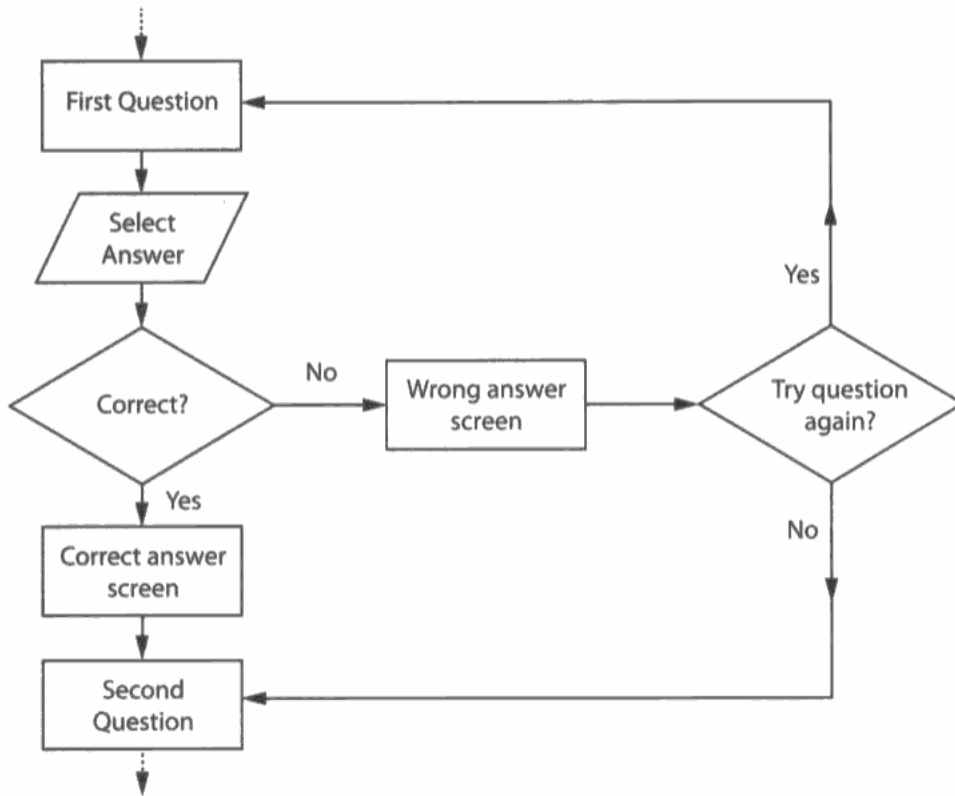 First Question
Select
Answer
Correct?
No
Wrong answer
screen
Try question
again?
Yes
No
Yes
Correct answer
screen
Second
Question